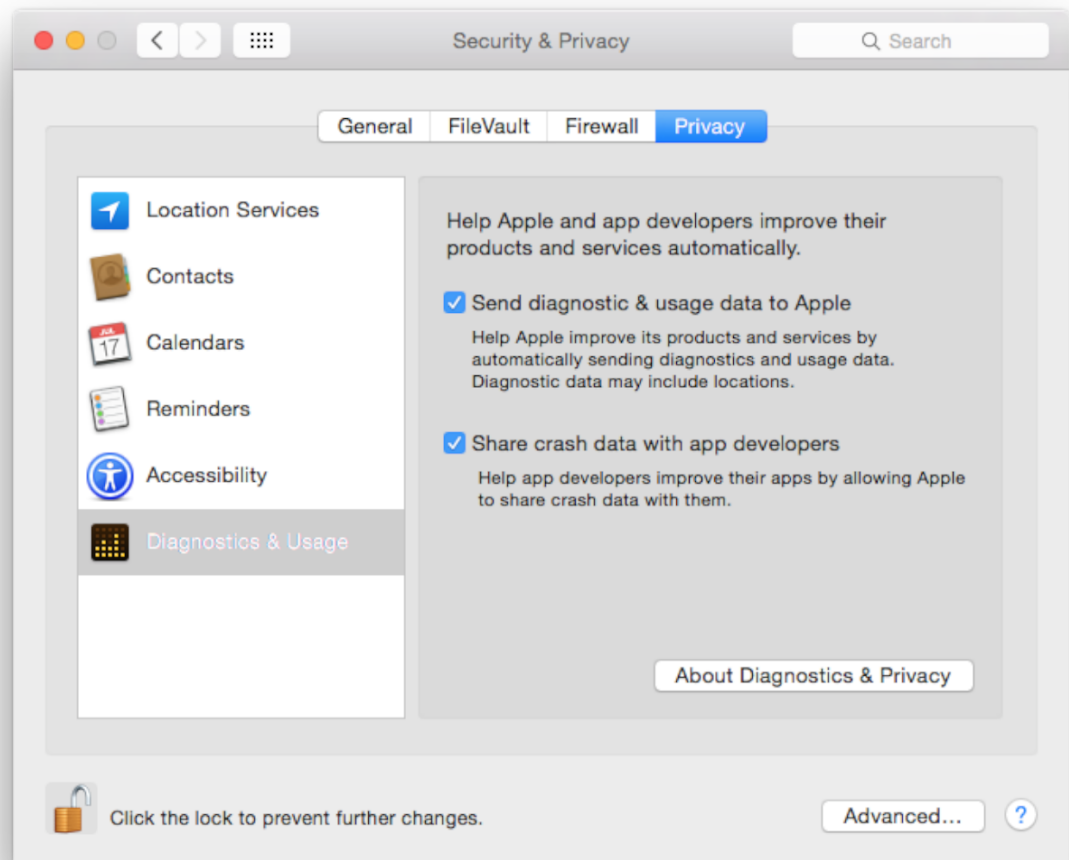 Security & Privacy
Search
General
FileVault
Firewall
Privacy
Location Services
Contacts
JUL
17
Calendars
Reminders
Accessibility
Diagnostics & Usage
Help Apple and app developers improve their
products and services automatically.
Send diagnostic & usage data to Apple
Help Apple improve its products and services by
automatically sending diagnostics and usage data.
Diagnostic data may include locations.
Share crash data with app developers
Help app developers improve their apps by allowing Apple
to share crash data with them.
About Diagnostics & Privacy
Click the lock to prevent further changes.
Advanced...
?